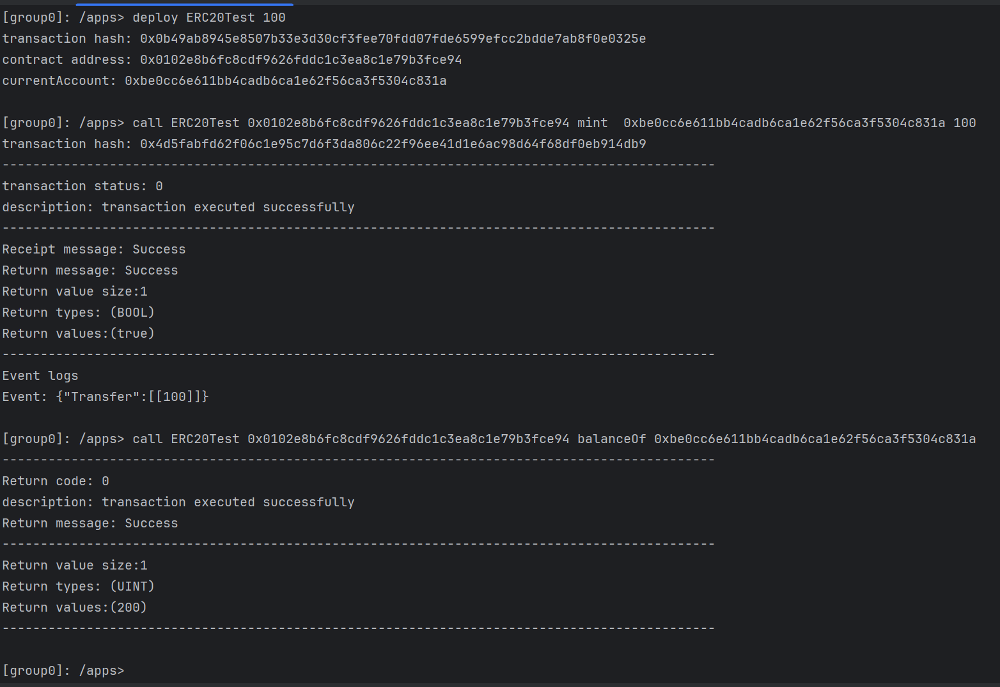 [group0]: /apps> deploy ERC20Test 100
transaction hash: 0x0b49ab8945e8507b33e3d30cf3fee70fdd07fde6599efcc2bdde7ab8f0e0325e
contract address: 0x0102e8b6fc8cdf9626fddc1c3ea8c1e79b3fce94
currentAccount: 0xbe0cc6e611bb4cadb6ca1e62f56ca3f5304c831a
[group0]: /apps> call ERC20Test 0x0102e8b6fc8cdf9626fddc1c3ea8c1e79b3fce94 mint  0xbe0cc6e611bb4cadb6ca1e62f56ca3f5304c831a 100
transaction hash: 0x4d5fabfd62f06c1e95c7d6f3da806c22f96ee41d1e6ac98d64f68df0eb914db9
---------------------------------------------------------------------------------------------
transaction status: 0
description: transaction executed successfully
---------------------------------------------------------------------------------------------
Receipt message: Success
Return message: Success
Return value size:1
Return types: (BOOL)
Return values:(true)
---------------------------------------------------------------------------------------------
Event logs
Event: {"Transfer":[[100]]}
[group0]: /apps> call ERC20Test 0x0102e8b6fc8cdf9626fddc1c3ea8c1e79b3fce94 balanceOf 0xbe0cc6e611bb4cadb6ca1e62f56ca3f5304c831a
---------------------------------------------------------------------------------------------
Return code: 0
description: transaction executed successfully
Return message: Success
---------------------------------------------------------------------------------------------
Return value size:1
Return types: (UINT)
Return values:(200)
---------------------------------------------------------------------------------------------
[group0]: /apps>